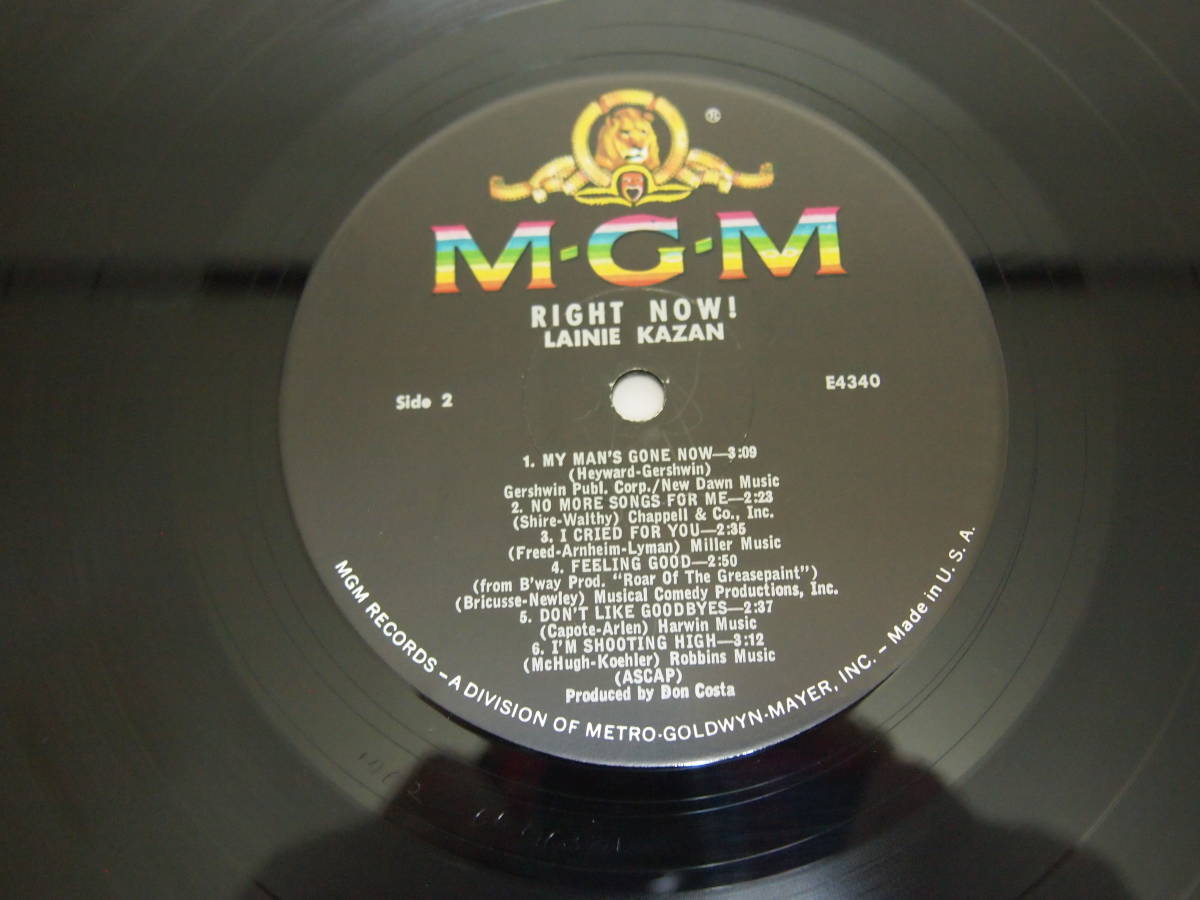 ®
M-G-M
RIGHT NOW!
LAINIE KAZAN
Side 2
E4340
1. MY MAN'S GONE NOW—3:09
(Heyward-Gershwin)
Gershwin Publ. Corp./New Dawn Music
2. NO MORE SONGS FOR ME—2:23
(Shire-Walthy) Chappell & Co., Inc.
3. I CRIED FOR YOU—2:35
(Freed-Arnheim-Lyman) Miller Music
4. FEELING GOOD—2:50
(from B'way Prod. "Roar Of The Greasepaint")
(Bricusse-Newley) Musical Comedy Productions, Inc.
5. DON'T LIKE GOODBYES—2:37
(Capote-Arlen) Harwin Music
6. I'M SHOOTING HIGH—3:12
(McHugh-Koehler) Robbins Music
(ASCAP)
Produced by Don Costa
MGM RECORDS – A DIVISION OF METRO-GOLDWYN-MAYER, INC. – Made in U. S. A.